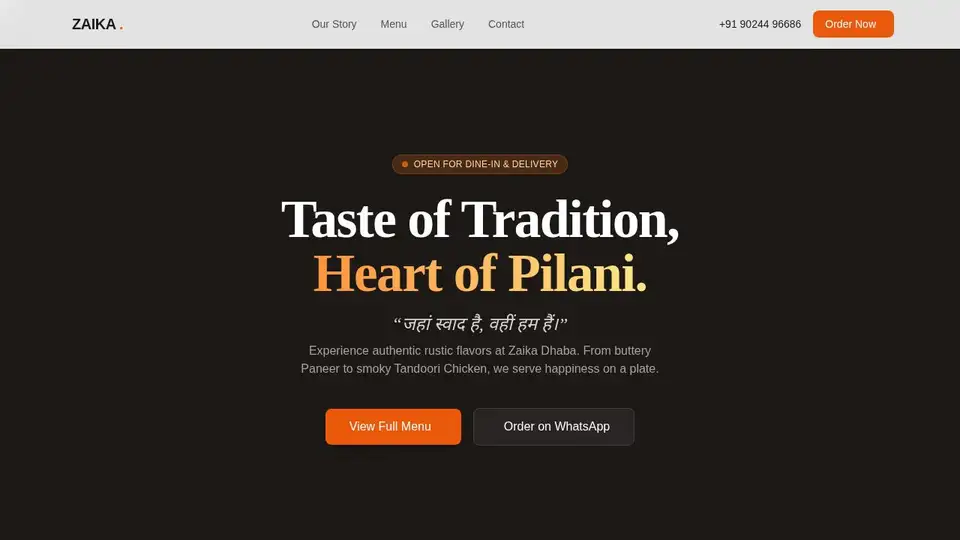 ZAIKA .
Our Story
Menu
Gallery
Contact
+91 90244 96686
Order Now
OPEN FOR DINE-IN & DELIVERY
Taste of Tradition,
Heart of Pilani.
“जहां स्वाद है, वहीं हम हैं।”
Experience authentic rustic flavors at Zaika Dhaba. From buttery
Paneer to smoky Tandoori Chicken, we serve happiness on a plate.
View Full Menu
Order on WhatsApp